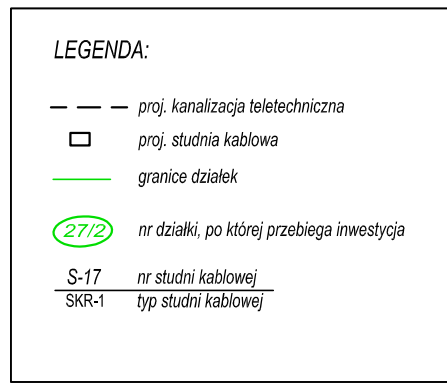 LEGENDA:
proj. kanalizacja teletechniczna
proj. studnia kablowa
granice działek
27/2 nr działki, po której przebiega inwestycja
S-17 nr studni kablowej
SKR-1 typ studni kablowej